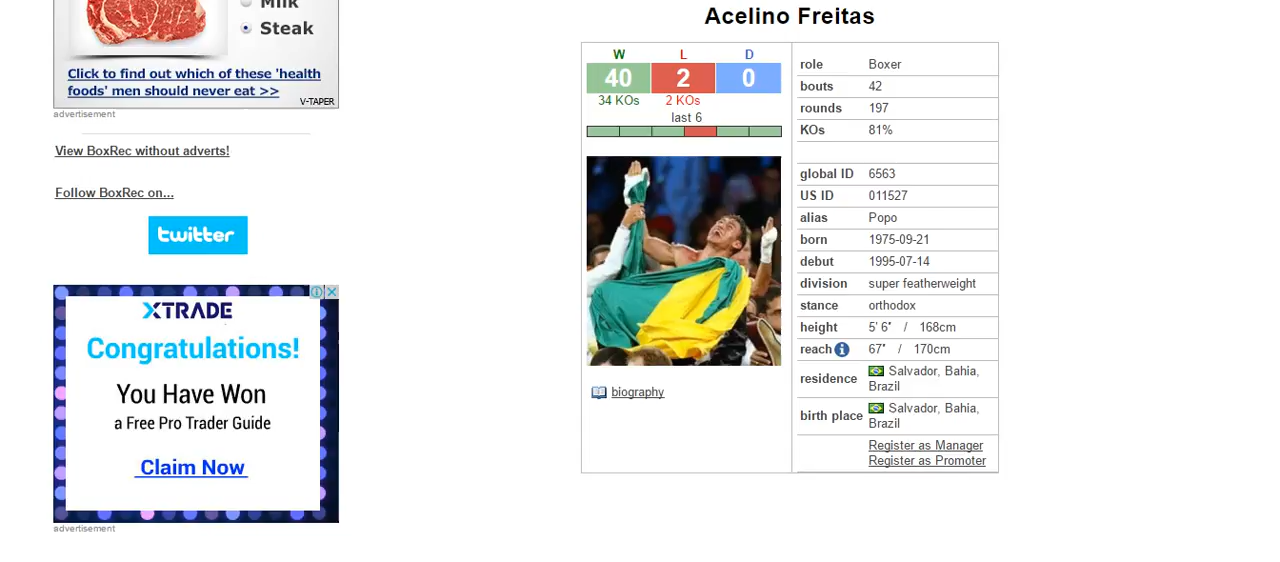 Milk
Steak
Click to find out which of these 'health
foods' men should never eat >>
V-TAPER
advertisement
View BoxRec without adverts!
Follow BoxRec on...
twitter
XTRADE
Congratulations!
You Have Won
a Free Pro Trader Guide
Claim Now
advertisement
Acelino Freitas
W L D
40 2 0
34 KOs 2 KOs
last 6
biography
role Boxer
bouts 42
rounds 197
KOs 81%
global ID 6563
US ID 011527
alias Popo
born 1975-09-21
debut 1995-07-14
division super featherweight
stance orthodox
height 5' 6″ / 168cm
reach 67″ / 170cm
residence Salvador, Bahia,
Brazil
birth place Salvador, Bahia,
Brazil
Register as Manager
Register as Promoter